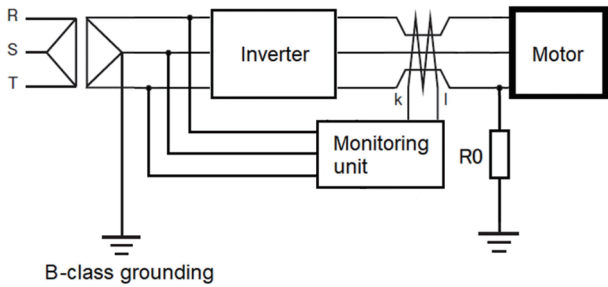 R
S
T
Inverter
Motor
k
l
Monitoring
unit
R0
B-class grounding